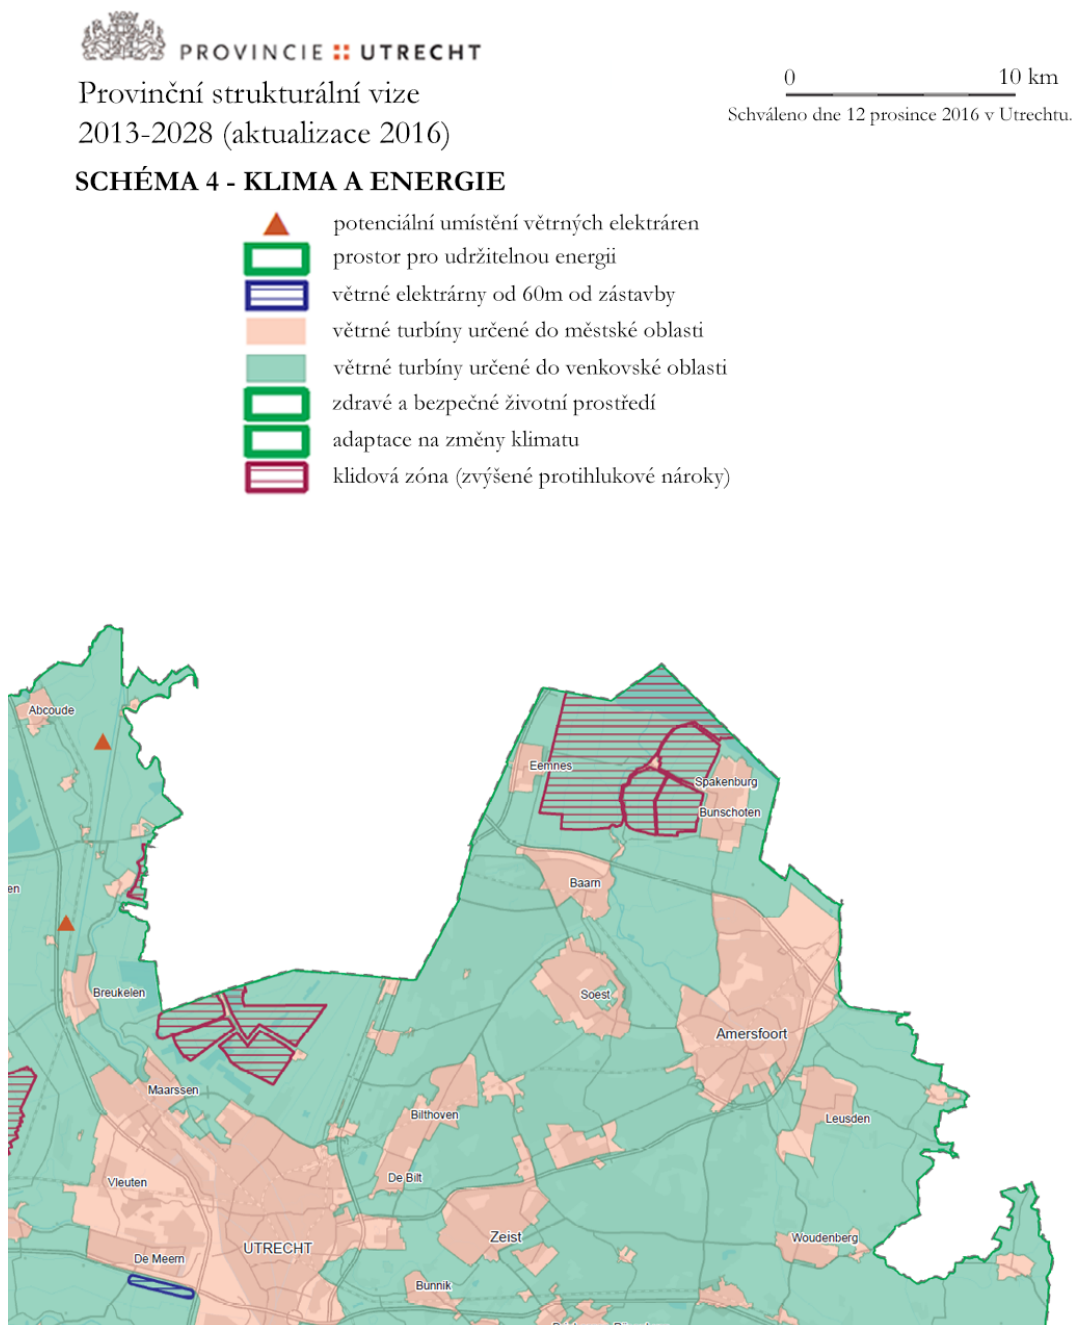 PROVINCIE :: UTRECHT
Provinční strukturální vize
2013-2028 (aktualizace 2016)
0 10 km
Schváleno dne 12 prosince 2016 v Utrechtu.
SCHÉMA 4 - KLIMA A ENERGIE
potenciální umístění větrných elektráren
prostor pro udržitelnou energii
větrné elektrárny od 60m od zástavby
větrné turbíny určené do městské oblasti
větrné turbíny určené do venkovské oblasti
zdravé a bezpečné životní prostředí
adaptace na změny klimatu
klidová zóna (zvýšené protihlukové nároky)
Abcoude
Eemnes
Spakenburg
Bunschoten
Baarn
en
Breukelen
Soest
Amersfoort
Maarssen
Bilthoven
Leusden
De Bilt
Vleuten
Zeist
Woudenberg
UTRECHT
De Meern
Bunnik